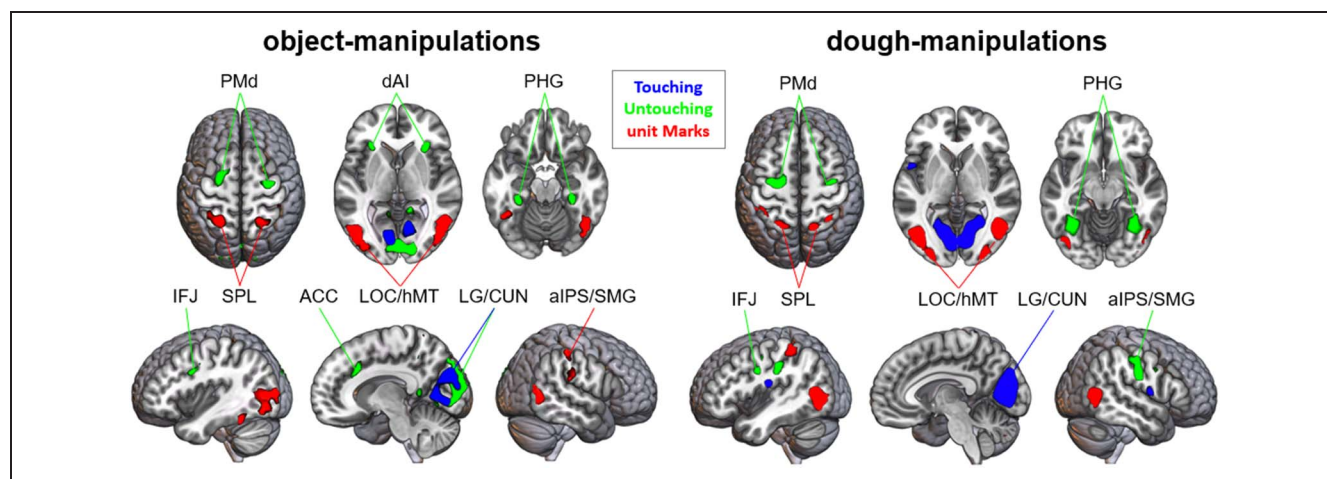 object-manipulations
dough-manipulations
PMd
dAI
PHG
Touching
Untouching
unit Marks
PMd
PHG
IFJ
SPL
ACC
LOC/hMT
LG/CUN
aIPS/SMG
IFJ
SPL
LOC/hMT
LG/CUN
aIPS/SMG